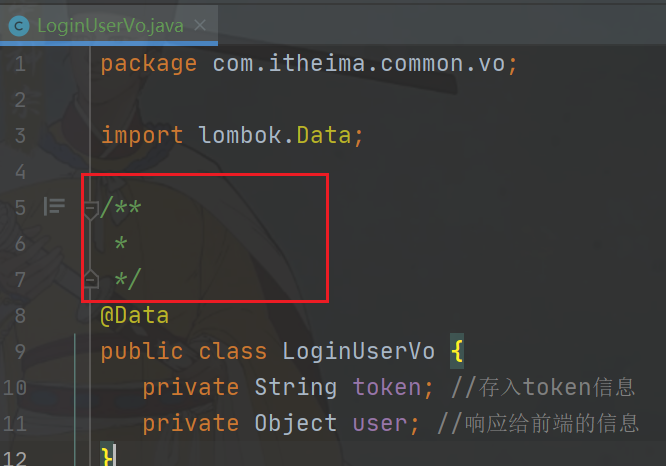 LoginUserVo.java
1 package com.itheima.common.vo;
2
3 import lombok.Data;
4
5 /**
6 *
7 */
8 @Data
9 public class LoginUserVo {
10 private String token; //存入token信息
11 private Object user; //响应给前端的信息
12 }